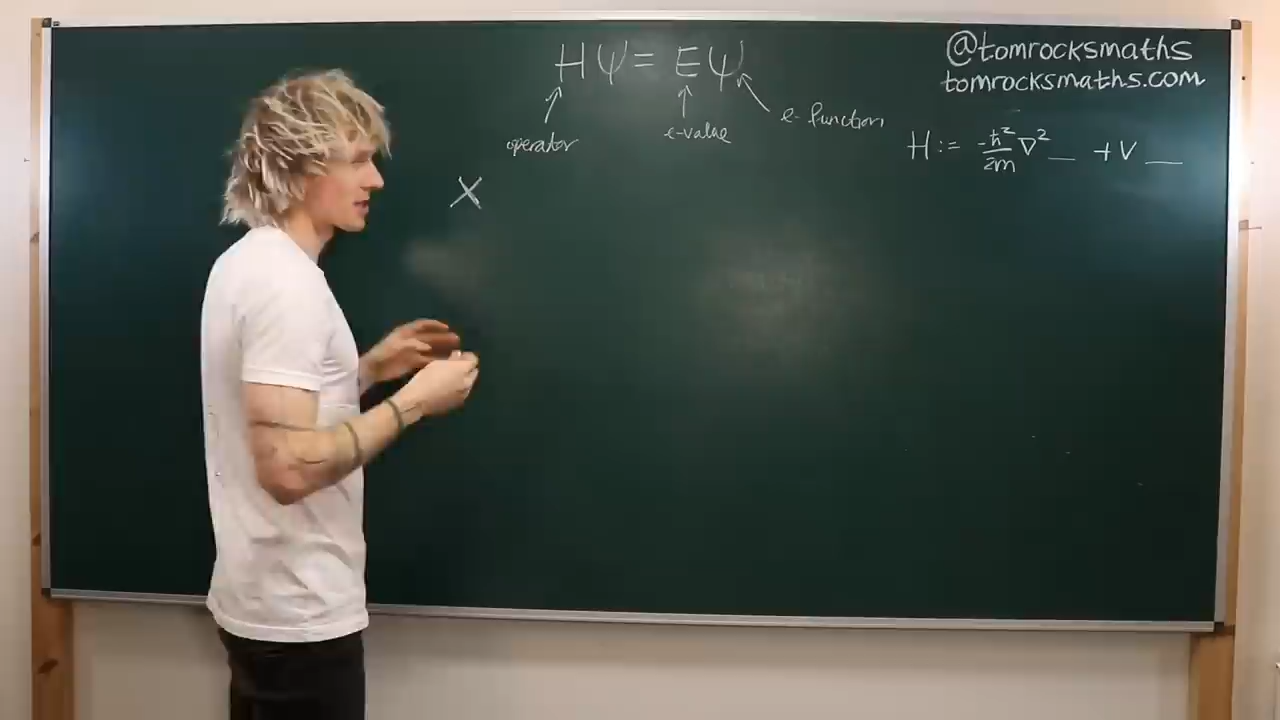 Hψ = Eψ
operator
e-value
e-function
X
@tomrocksmaths
tomrocksmaths.com
H := -ħ²/2m ∇² __ + V __